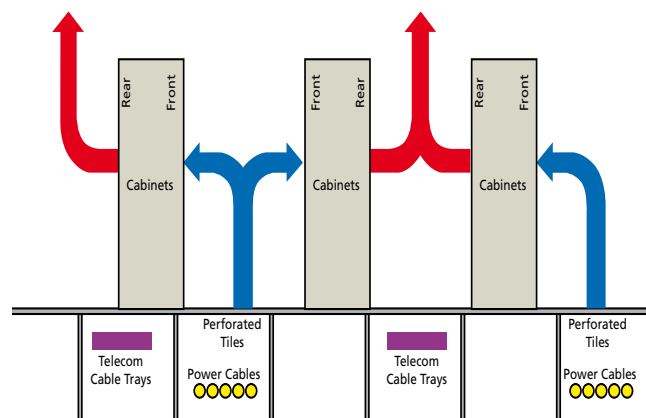 Rear
Front
Front
Rear
Rear
Front
Cabinets
Cabinets
Cabinets
Perforated
Tiles
Perforated
Tiles
Telecom
Cable Trays
Power Cables
Telecom
Cable Trays
Power Cables